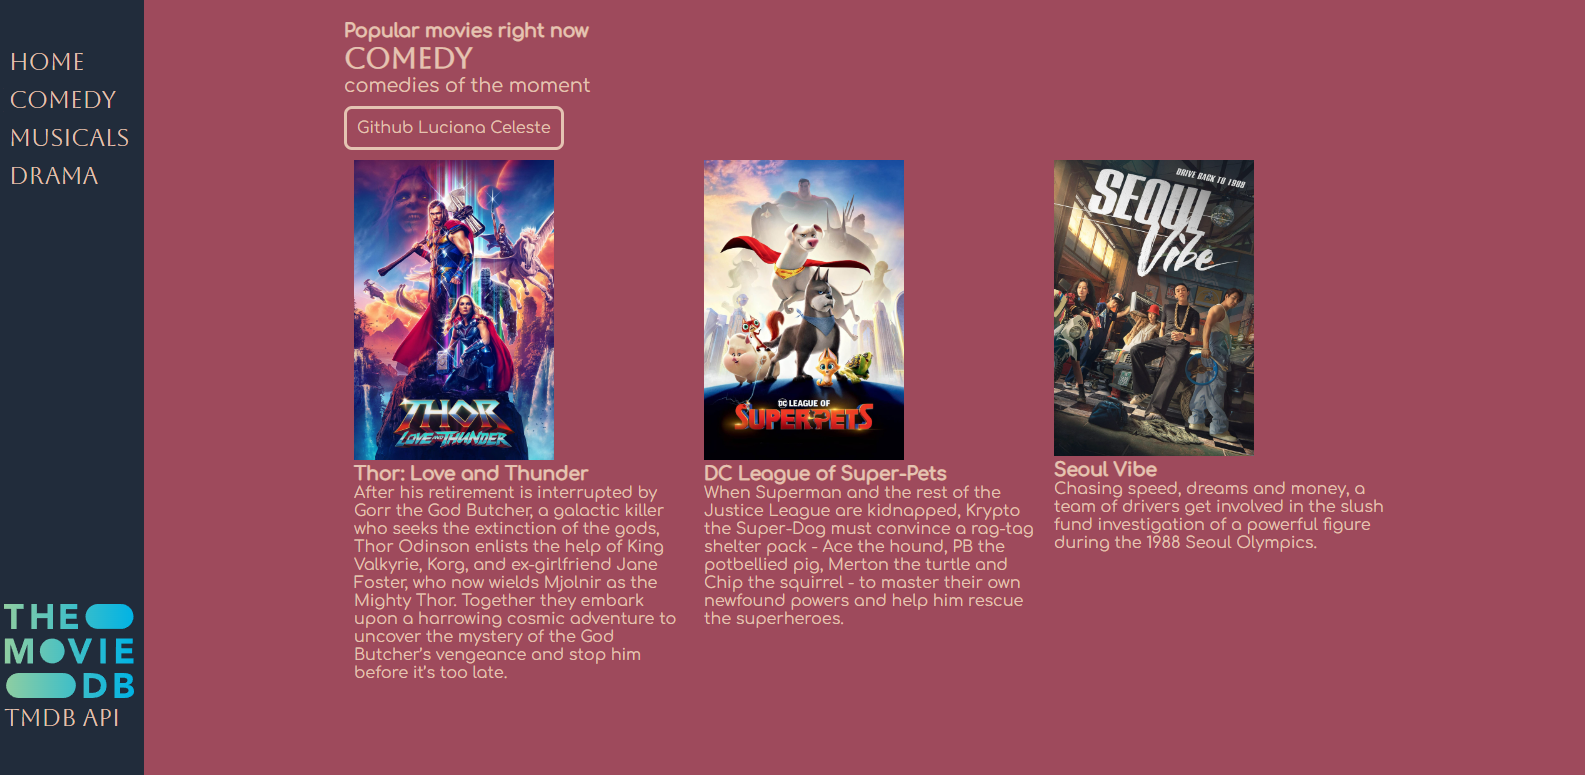 HOME
COMEDY
MUSICALS
DRAMA
THE
MOVIE
DB
TMDB API
Popular movies right now
COMEDY
comedies of the moment
Github Luciana Celeste
THOR
LOVE AND THUNDER
Thor: Love and Thunder
After his retirement is interrupted by
Gorr the God Butcher, a galactic killer
who seeks the extinction of the gods,
Thor Odinson enlists the help of King
Valkyrie, Korg, and ex-girlfriend Jane
Foster, who now wields Mjolnir as the
Mighty Thor. Together they embark
upon a harrowing cosmic adventure to
uncover the mystery of the God
Butcher’s vengeance and stop him
before it’s too late.
DC LEAGUE OF
SUPER-PETS
DC League of Super-Pets
When Superman and the rest of the
Justice League are kidnapped, Krypto
the Super-Dog must convince a rag-tag
shelter pack - Ace the hound, PB the
potbellied pig, Merton the turtle and
Chip the squirrel - to master their own
newfound powers and help him rescue
the superheroes.
DRIVE BACK TO 1988
SEOUL
Vibe
Seoul Vibe
Chasing speed, dreams and money, a
team of drivers get involved in the slush
fund investigation of a powerful figure
during the 1988 Seoul Olympics.